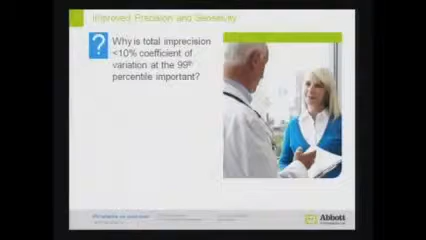 Improved Precision and Sensitivity
?
Why is total imprecision
<10% coefficient of
variation at the 99th
percentile important?
Abbott